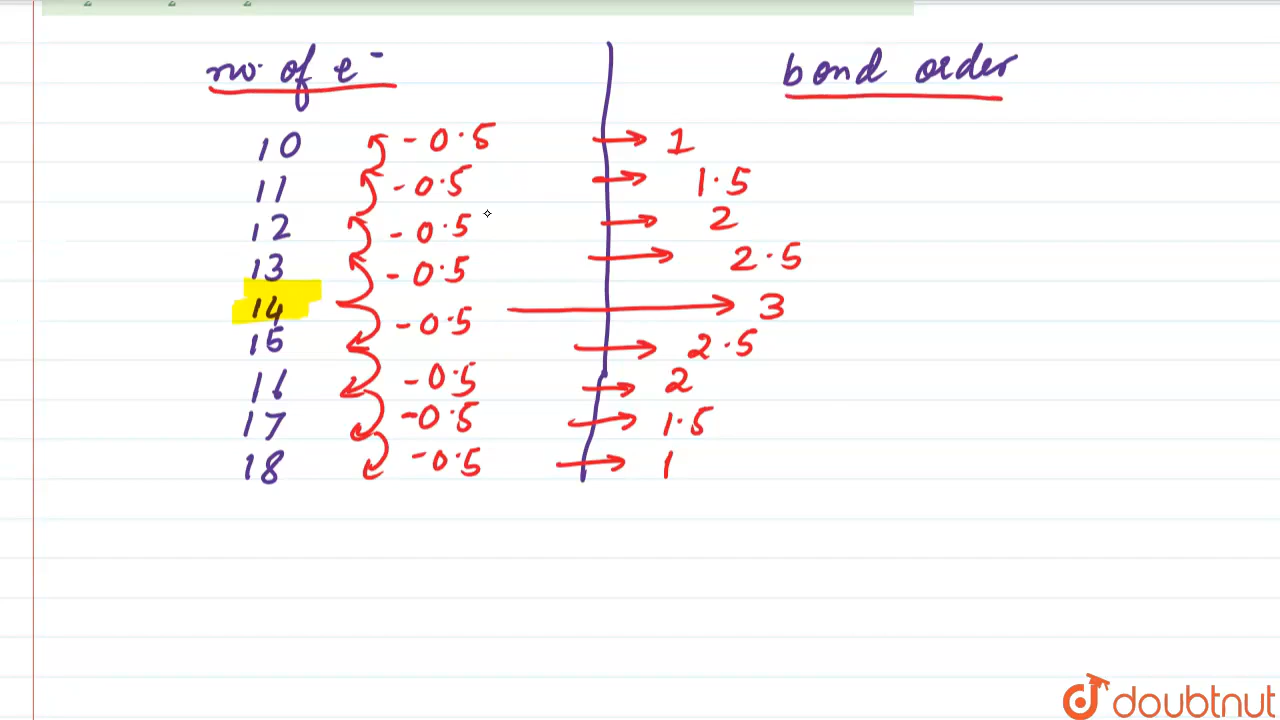 no. of e⁻ bond order
10 -0.5 → 1
11 -0.5 → 1.5
12 -0.5 → 2
13 -0.5 → 2.5
14 -0.5 → 3
15 → 2.5
16 -0.5 → 2
17 -0.5 → 1.5
18 -0.5 → 1
doubtnut